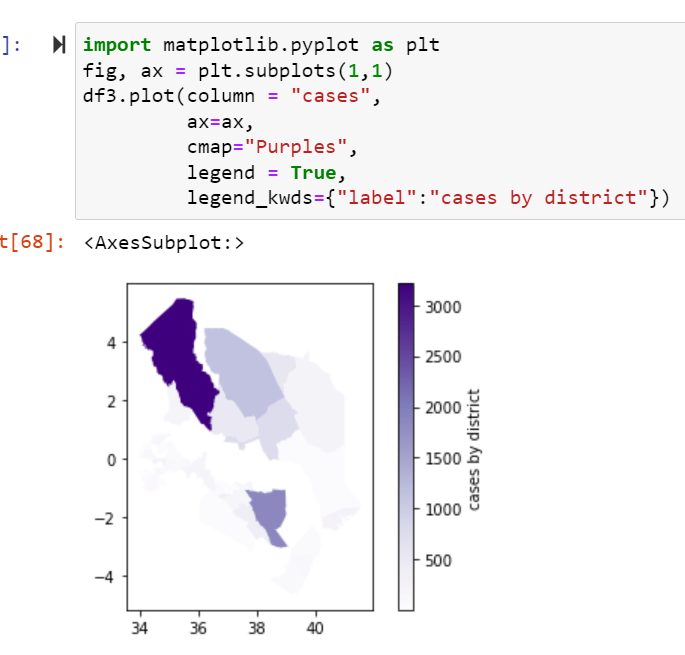 ]: import matplotlib.pyplot as plt
fig, ax = plt.subplots(1,1)
df3.plot(column = "cases",
ax=ax,
cmap="Purples",
legend = True,
legend_kwds={"label":"cases by district"})
t[68]: <AxesSubplot:>
4
2
0
−2
−4
34 36 38 40
3000
2500
2000
1500
1000
500
cases by district